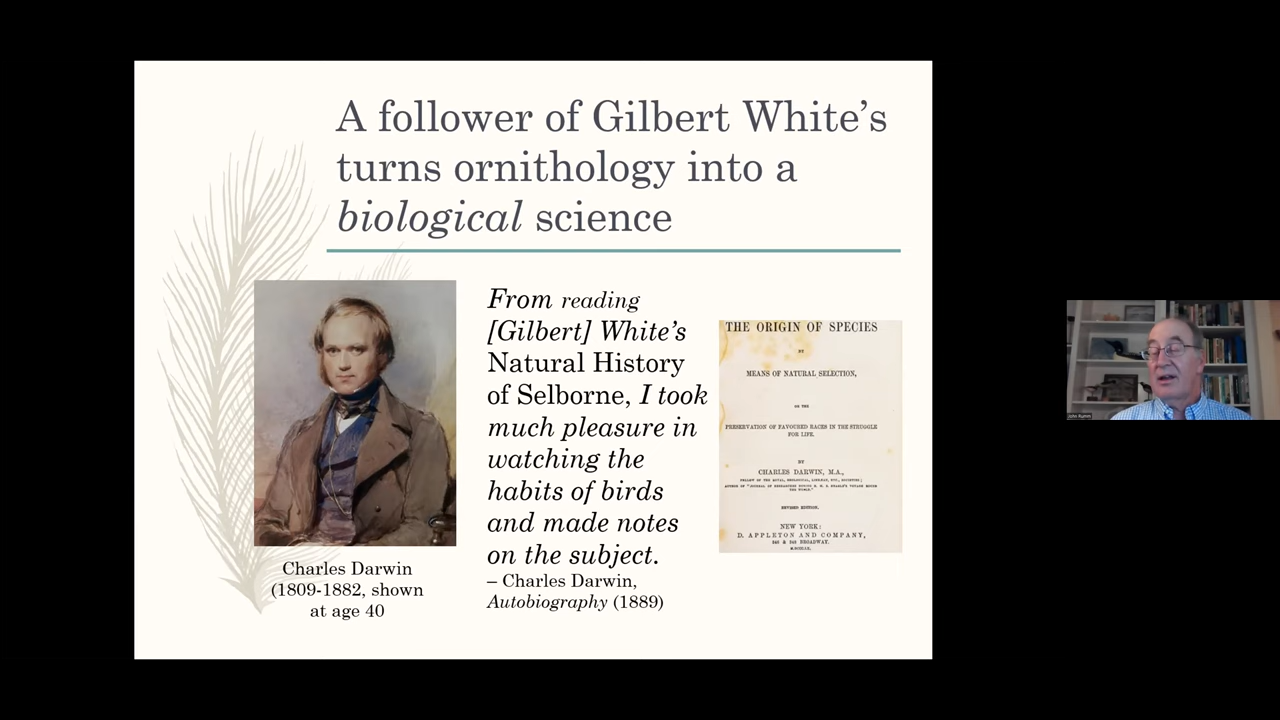 A follower of Gilbert White’s
turns ornithology into a
biological science
From reading
[Gilbert] White’s
Natural History
of Selborne, I took
much pleasure in
watching the
habits of birds
and made notes
on the subject.
– Charles Darwin,
Autobiography (1889)
Charles Darwin
(1809-1882, shown
at age 40
THE ORIGIN OF SPECIES
BY
MEANS OF NATURAL SELECTION,
OR THE
PRESERVATION OF FAVOURED RACES IN THE STRUGGLE
FOR LIFE.
BY
CHARLES DARWIN, M.A.,
REVISED EDITION.
NEW YORK:
D. APPLETON AND COMPANY,
BROADWAY.